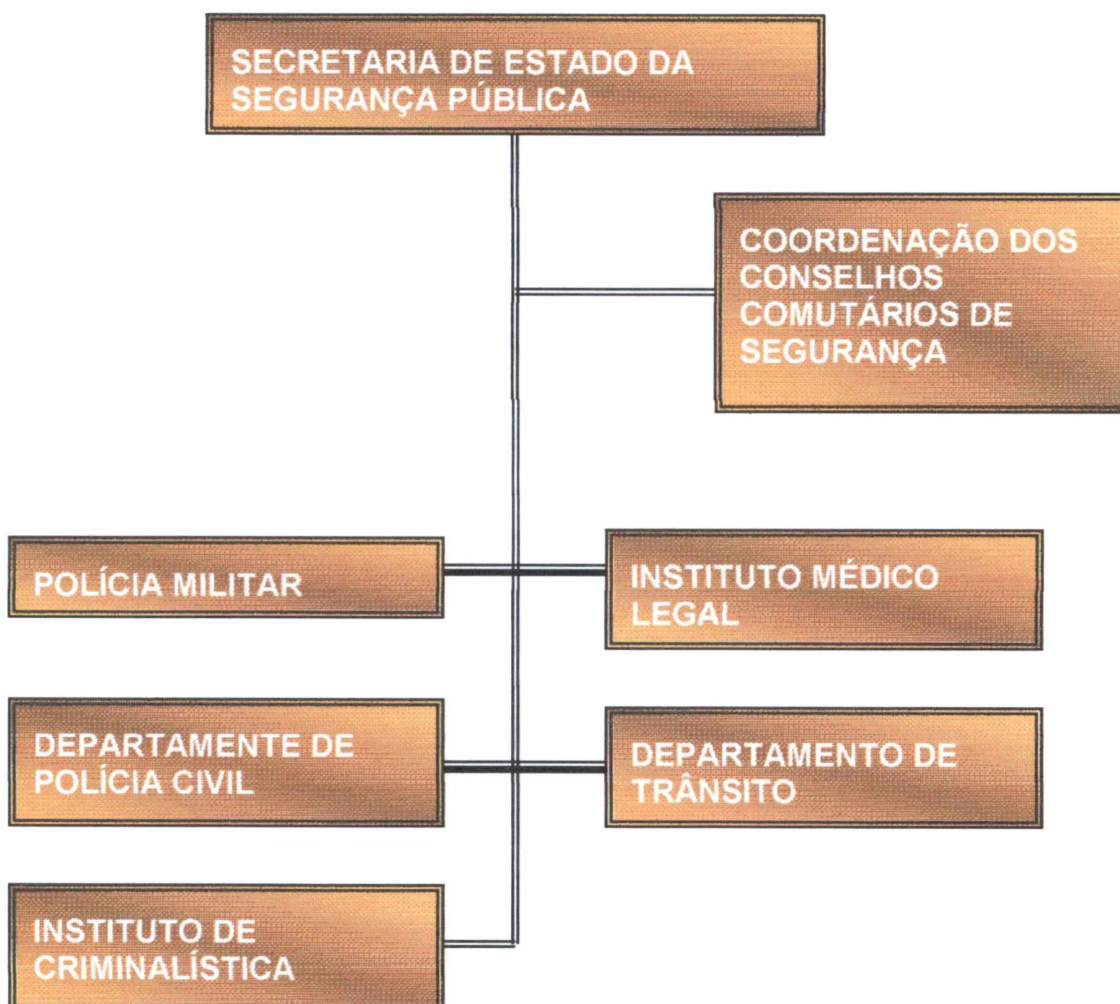 SECRETARIA DE ESTADO DA
SEGURANÇA PÚBLICA
COORDENAÇÃO DOS
CONSELHOS
COMUTÁRIOS DE
SEGURANÇA
POLÍCIA MILITAR
INSTITUTO MÉDICO
LEGAL
DEPARTAMENTE DE
POLÍCIA CIVIL
DEPARTAMENTO DE
TRÂNSITO
INSTITUTO DE
CRIMINALÍSTICA